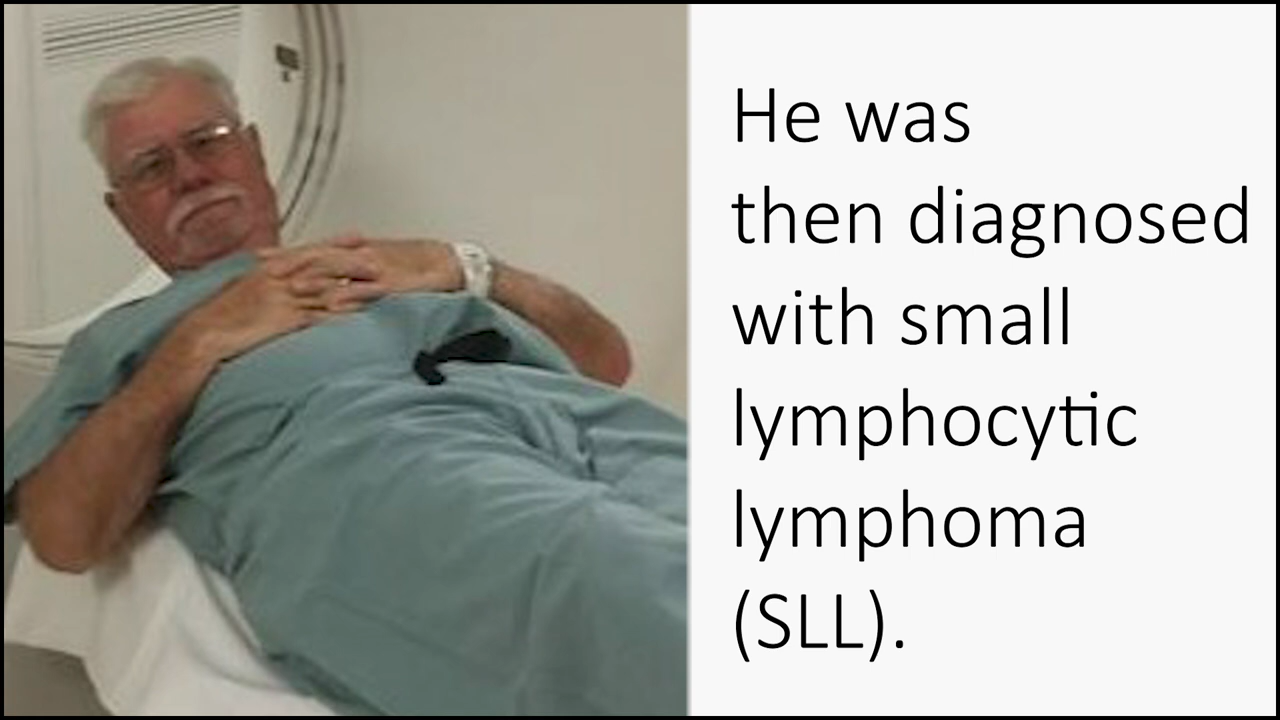 He was
then diagnosed
with small
lymphocytic
lymphoma
(SLL).